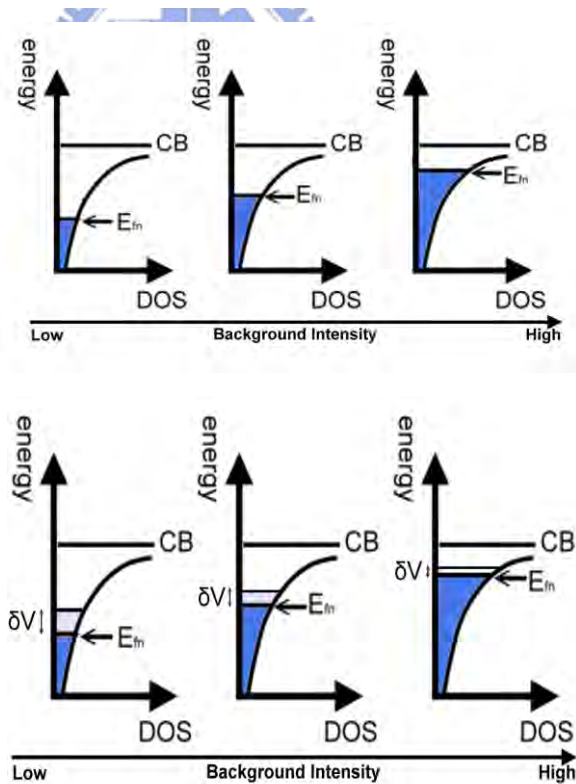 energy energy energy
CB CB CB
Efn Efn Efn
DOS DOS DOS
Low Background Intensity High
energy energy energy
CB CB CB
δV δV δV
Efn Efn Efn
DOS DOS DOS
Low Background Intensity High